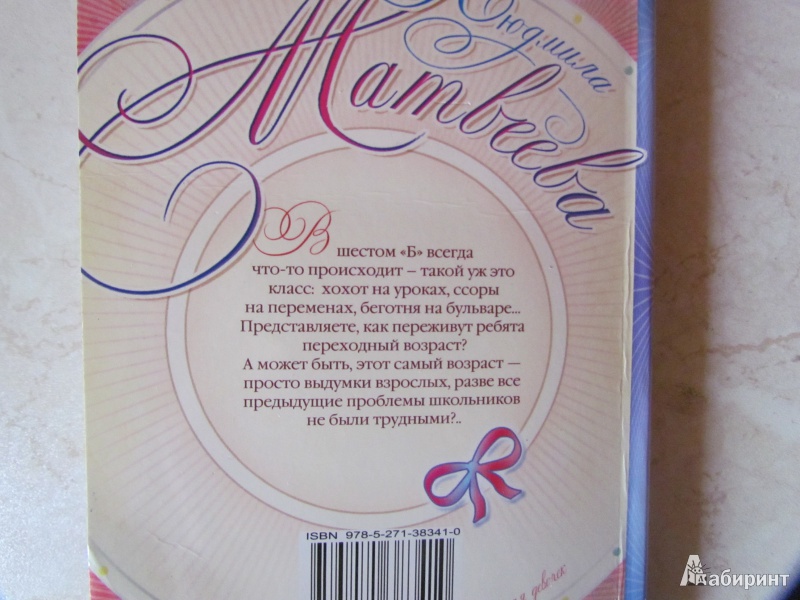 Людмила
Матвеева
В шестом «Б» всегда
что-то происходит – такой уж это
класс: хохот на уроках, ссоры
на переменах, беготня на бульваре...
Представляете, как переживут ребята
переходный возраст?
А может быть, этот самый возраст —
просто выдумки взрослых, разве все
предыдущие проблемы школьников
не были трудными?..
ISBN 978-5-271-38341-0
девочек
Лабиринт